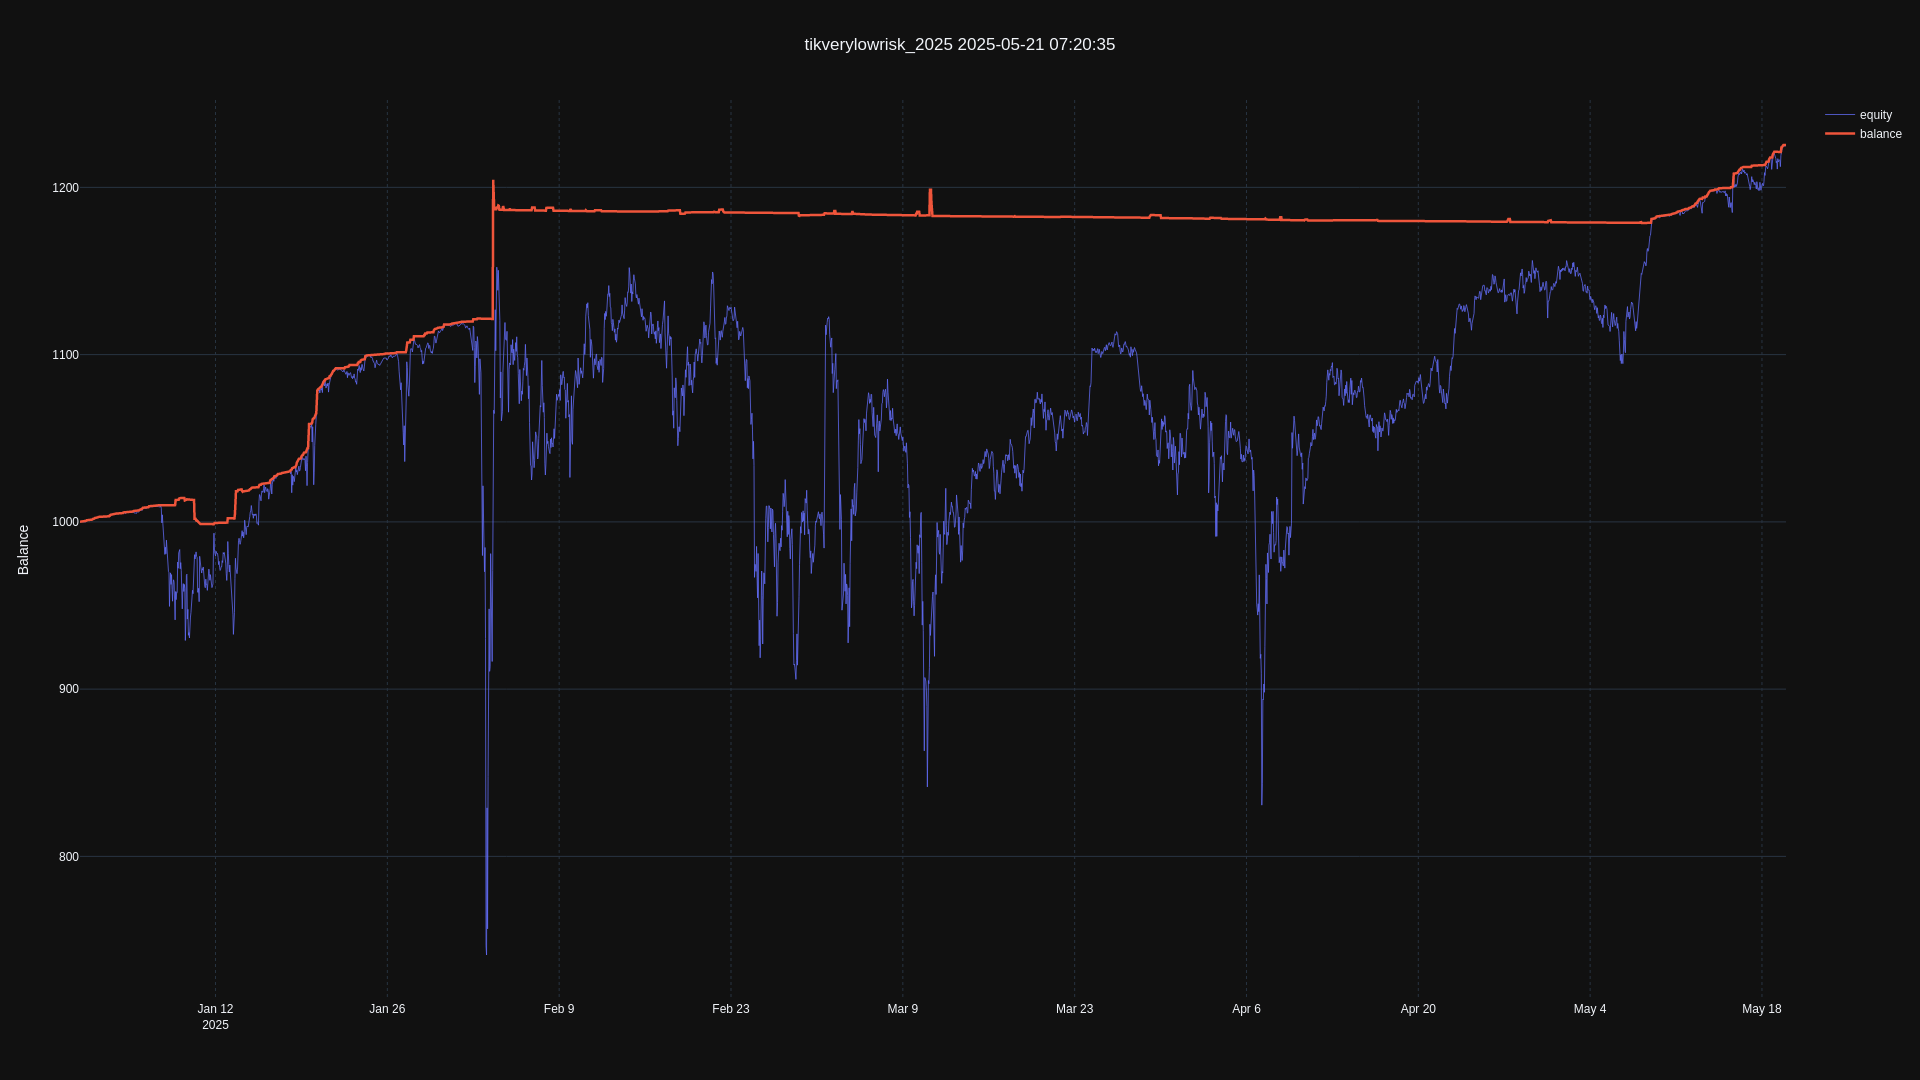 tikverylowrisk_2025 2025-05-21 07:20:35
equity
balance
1200
1100
1000
900
800
Balance
Jan 12
2025
Jan 26
Feb 9
Feb 23
Mar 9
Mar 23
Apr 6
Apr 20
May 4
May 18